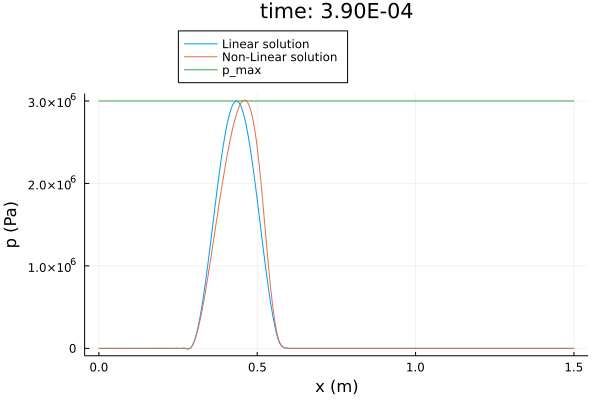 time: 3.90E-04
Linear solution
Non-Linear solution
p_max
p (Pa)
3.0×10⁶
2.0×10⁶
1.0×10⁶
0
0.0 0.5 1.0 1.5
x (m)